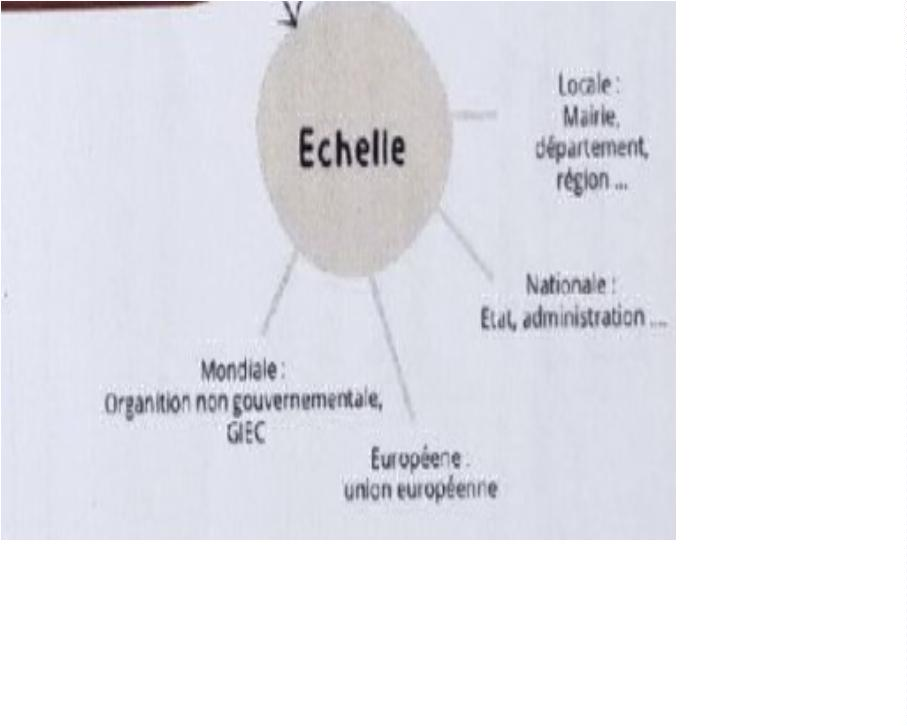 Echelle
Locale :
Mairie,
département,
région ...
Nationale :
Etat, administration ...
Mondiale :
Organition non gouvernementale,
GIEC
Européene :
union européenne